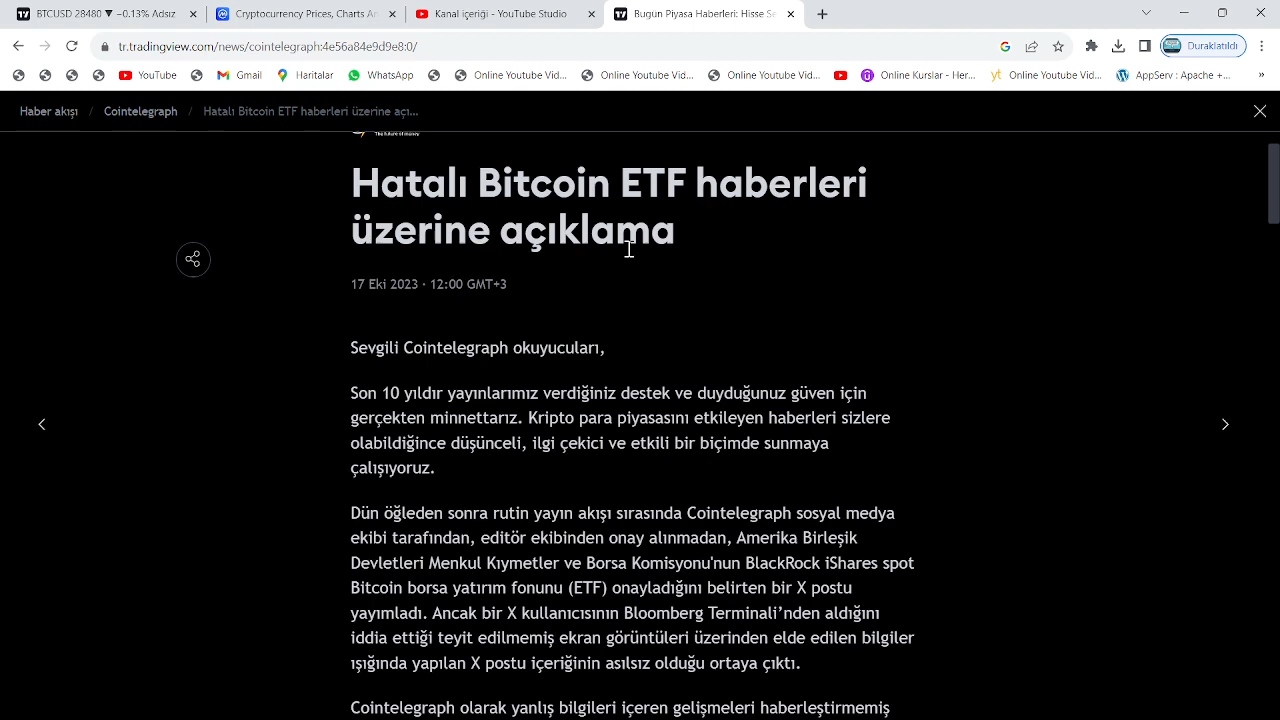 BTCUSD 28480 ▼ −0.13% Adsız
Cryptocurrency Prices, Charts An
Kanal içeriği - YouTube Studio
Bugün Piyasa Haberleri: Hisse Sa
tr.tradingview.com/news/cointelegraph:4e56a84e9d9e8:0/
Duraklatıldı
YouTube
Gmail
Haritalar
WhatsApp
Online Youtube Vid...
Online Youtube Vid...
Online Youtube Vid...
Online Kurslar - Her...
Online Youtube Vid...
AppServ : Apache +...
Haber akışı / Cointelegraph / Hatalı Bitcoin ETF haberleri üzerine açı...
The future of money
Hatalı Bitcoin ETF haberleri
üzerine açıklama
17 Eki 2023 · 12:00 GMT+3
Sevgili Cointelegraph okuyucuları,
Son 10 yıldır yayınlarımız verdiğiniz destek ve duyduğunuz güven için
gerçekten minnettarız. Kripto para piyasasını etkileyen haberleri sizlere
olabildiğince düşünceli, ilgi çekici ve etkili bir biçimde sunmaya
çalışıyoruz.
Dün öğleden sonra rutin yayın akışı sırasında Cointelegraph sosyal medya
ekibi tarafından, editör ekibinden onay alınmadan, Amerika Birleşik
Devletleri Menkul Kıymetler ve Borsa Komisyonu'nun BlackRock iShares spot
Bitcoin borsa yatırım fonunu (ETF) onayladığını belirten bir X postu
yayımladı. Ancak bir X kullanıcısının Bloomberg Terminali’nden aldığını
iddia ettiği teyit edilmemiş ekran görüntüleri üzerinden elde edilen bilgiler
ışığında yapılan X postu içeriğinin asılsız olduğu ortaya çıktı.
Cointelegraph olarak yanlış bilgileri içeren gelişmeleri haberleştirmemiş